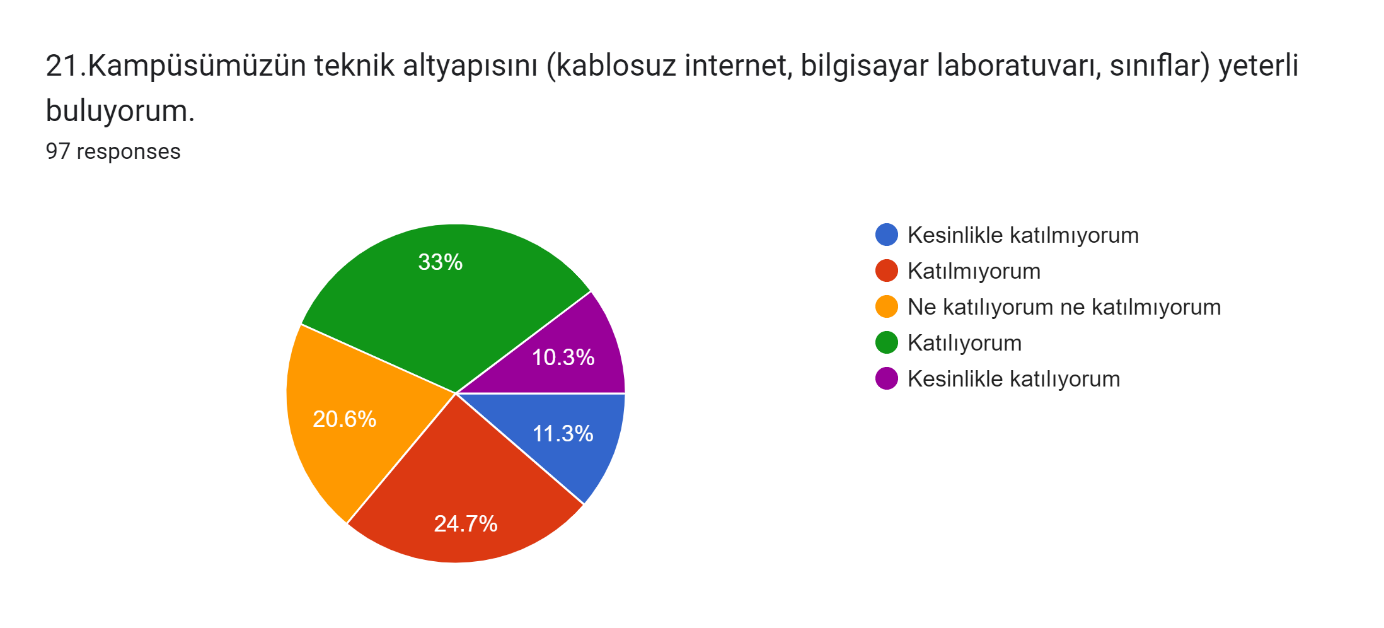 21.Kampüsümüzün teknik altyapısını (kablosuz internet, bilgisayar laboratuvarı, sınıflar) yeterli
buluyorum.
97 responses
33%
10.3%
20.6%
11.3%
24.7%
Kesinlikle katılmıyorum
Katılmıyorum
Ne katılıyorum ne katılmıyorum
Katılıyorum
Kesinlikle katılıyorum